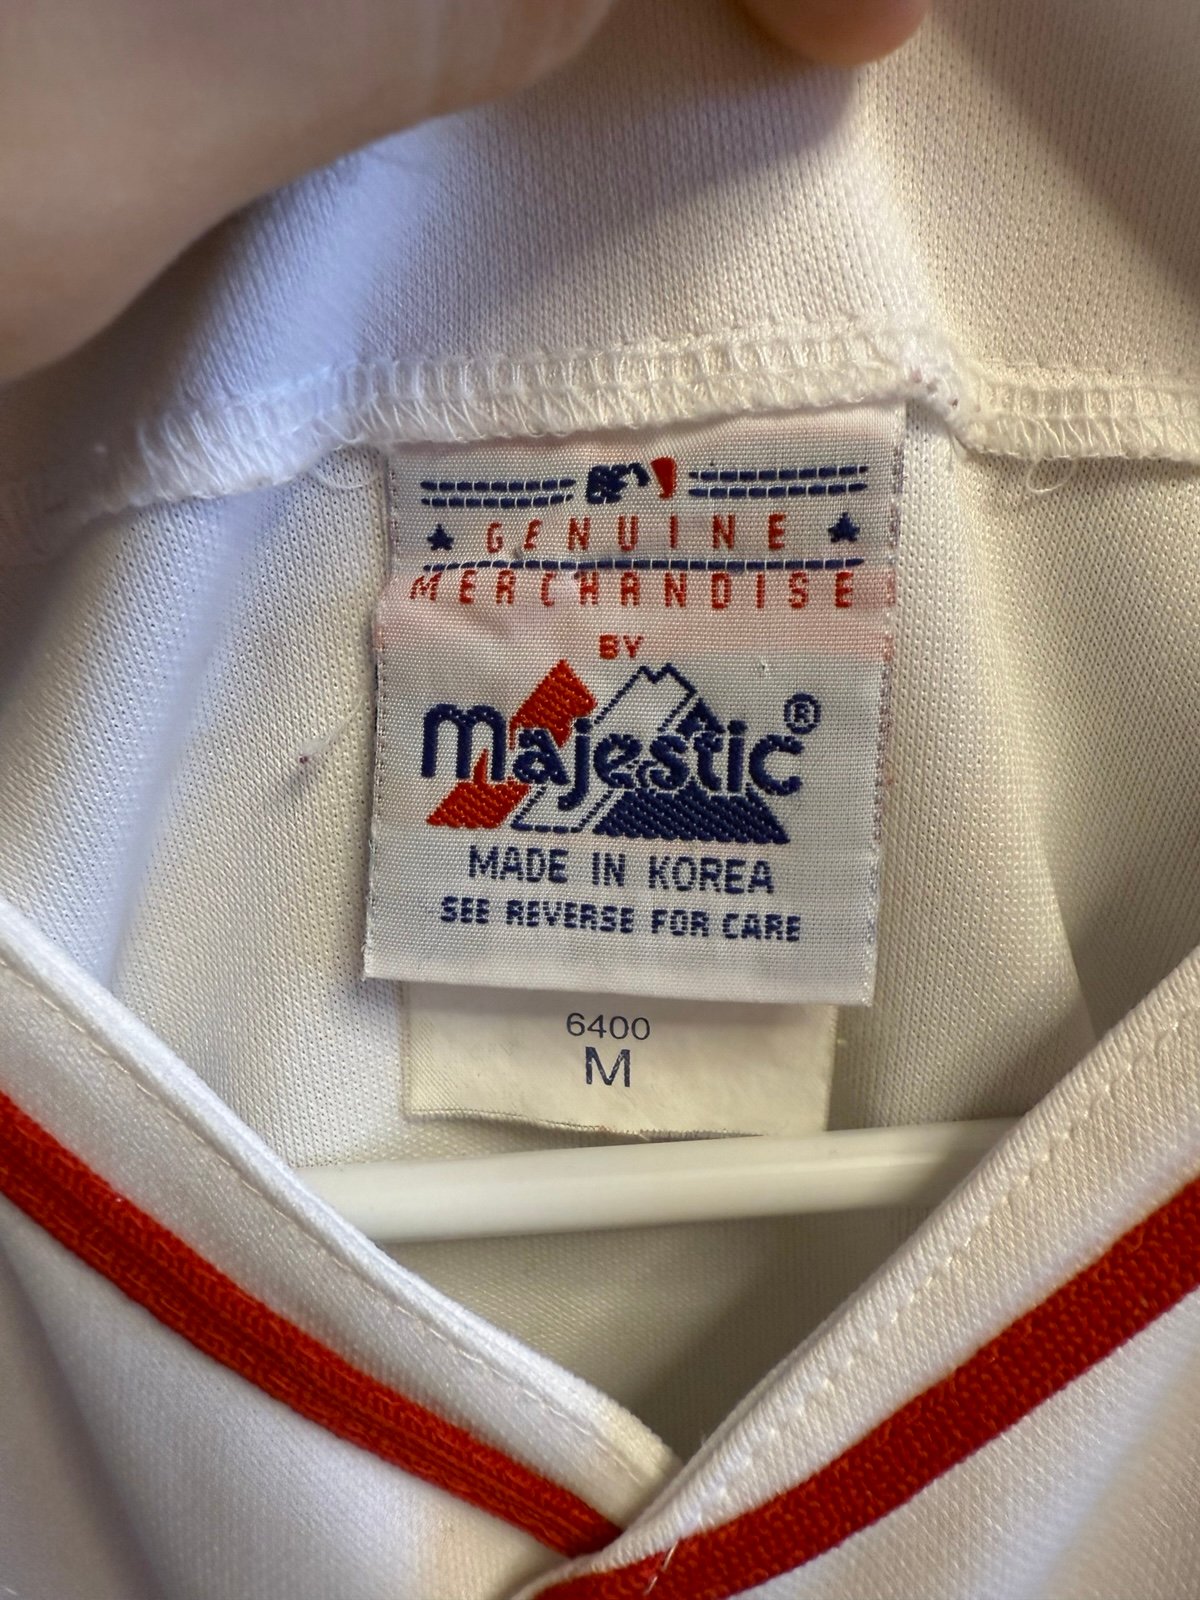 GENUINE
MERCHANDISE
BY
Majestic®
MADE IN KOREA
SEE REVERSE FOR CARE
6400
M